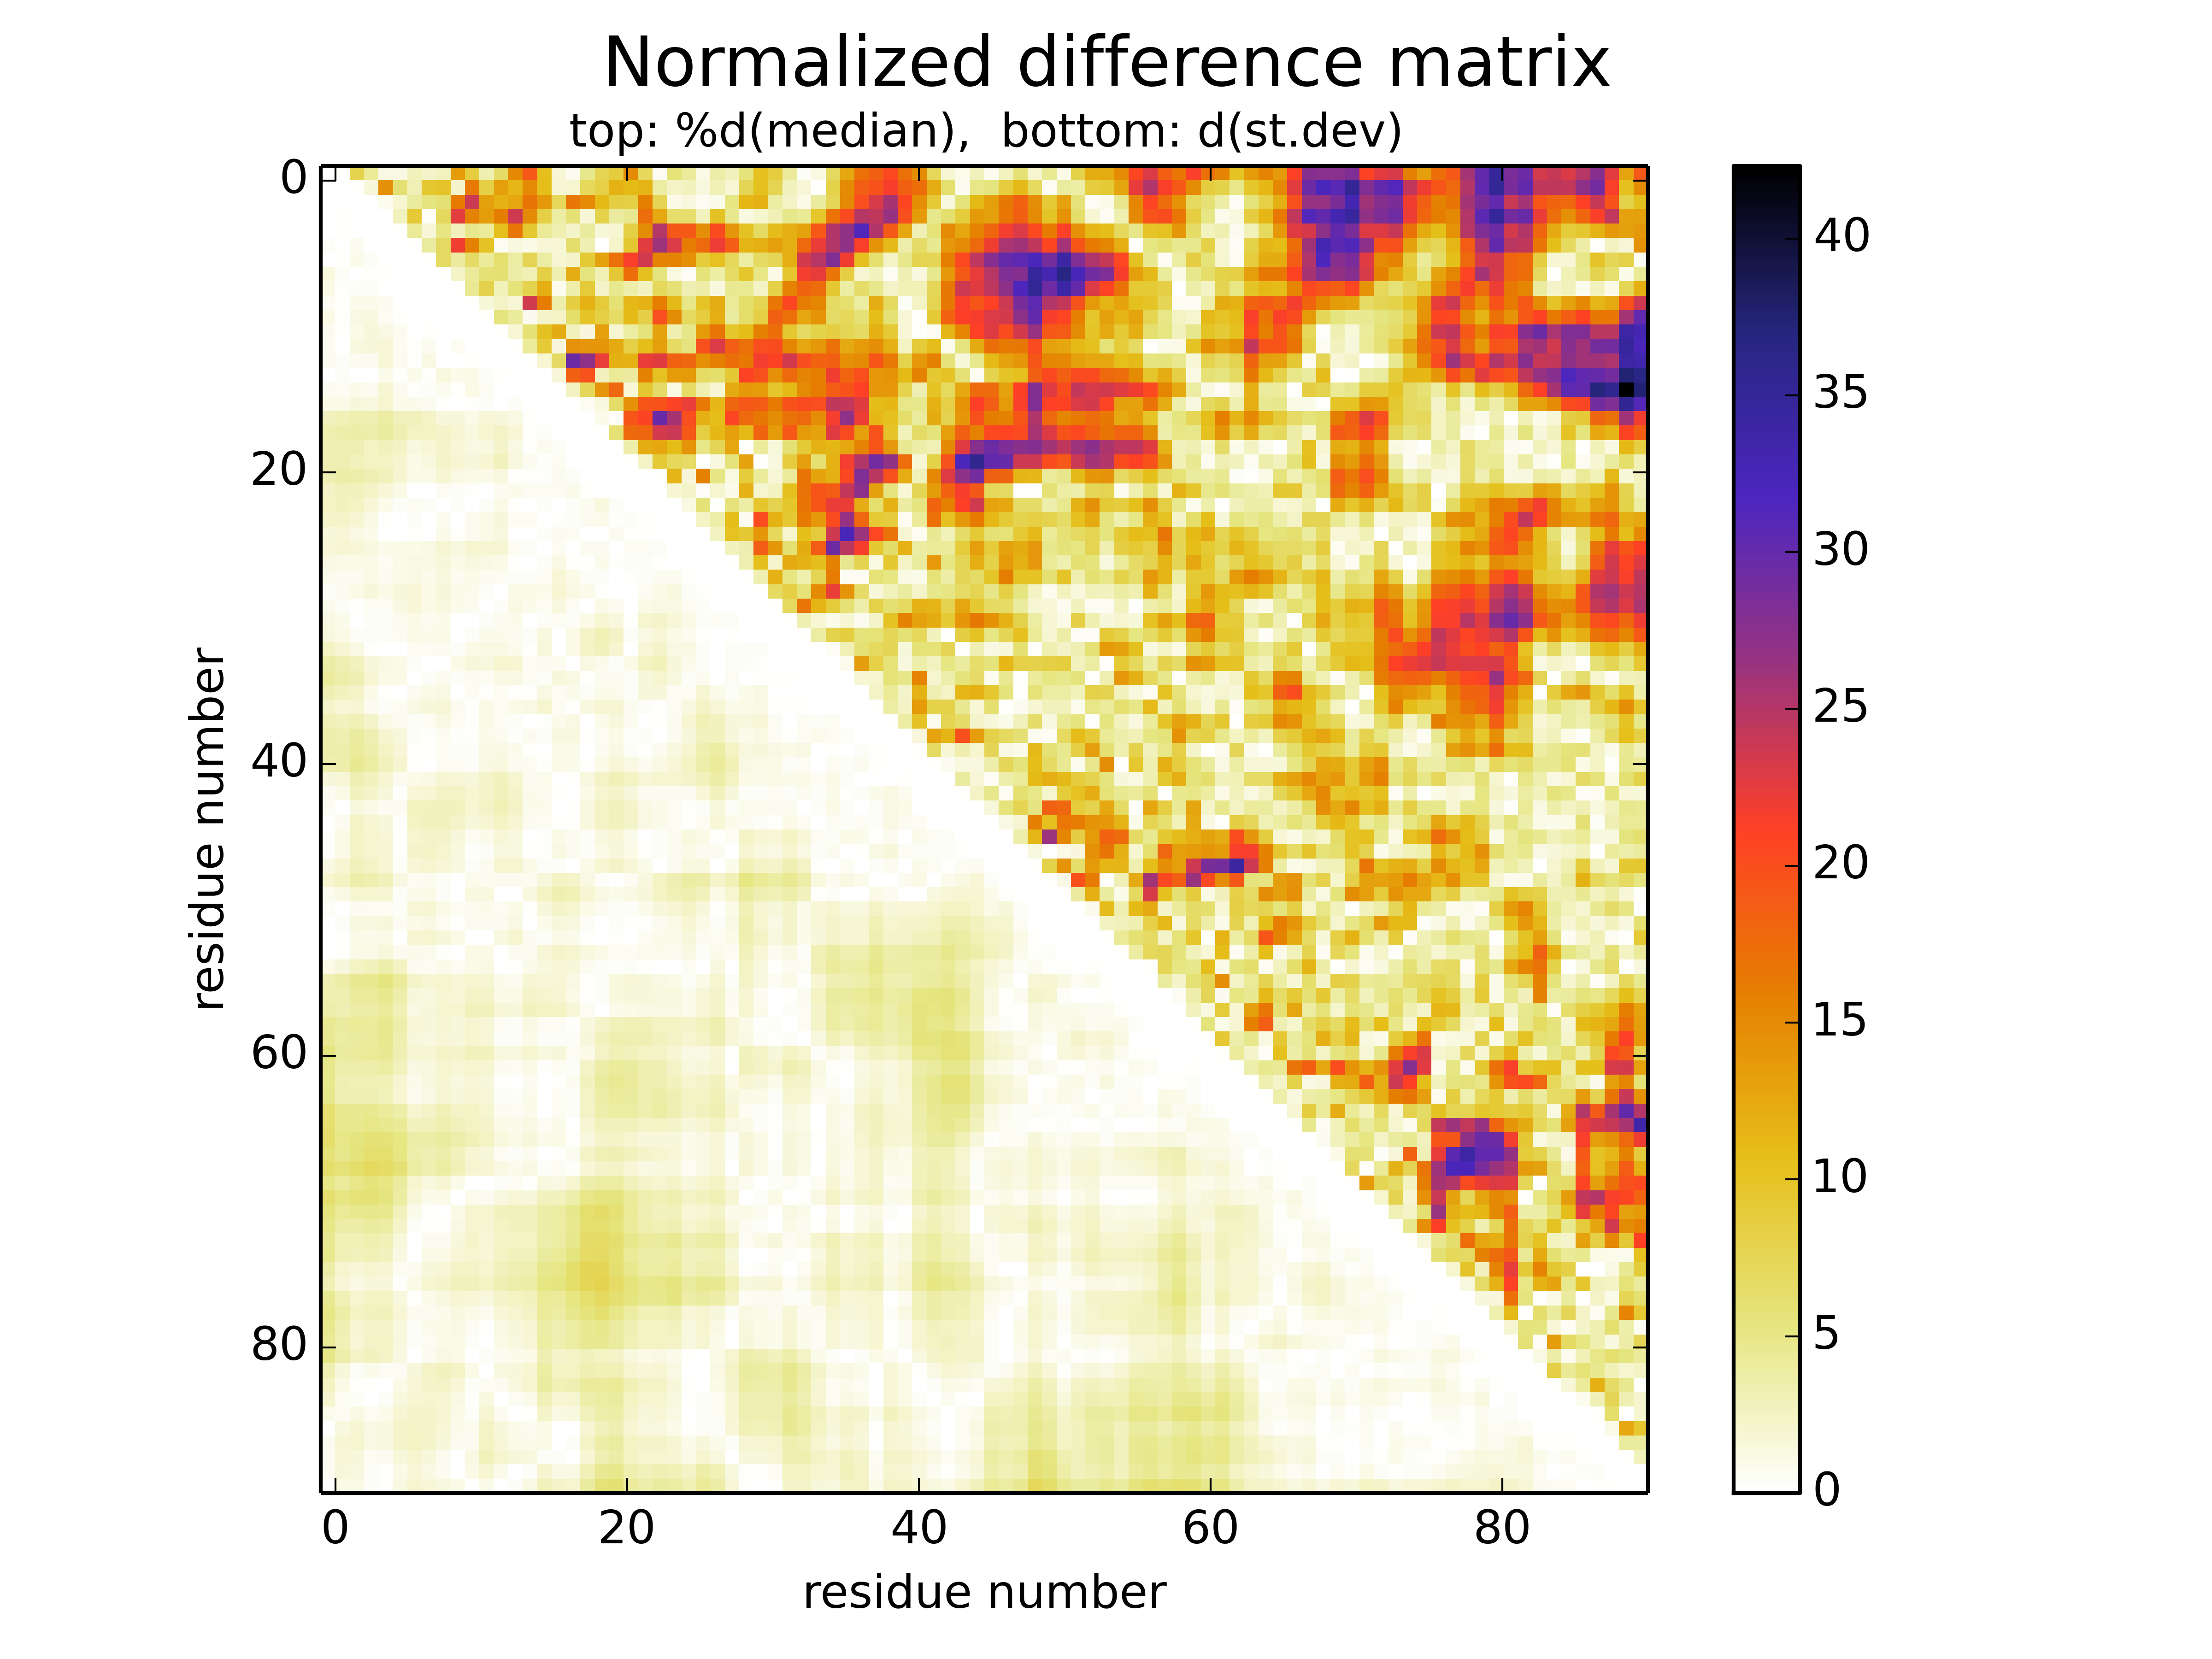 Normalized difference matrix
top: %d(median),  bottom: d(st.dev)
0
20
40
60
80
residue number
0 20 40 60 80
residue number
40
35
30
25
20
15
10
5
0